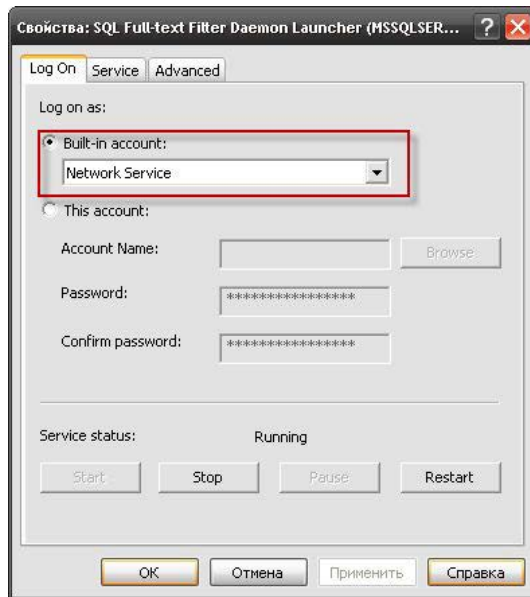 Свойства: SQL Full-text Filter Daemon Launcher (MSSQLSER...
Log On Service Advanced
Log on as:
Built-in account:
Network Service
This account:
Account Name:
Browse
Password:
****************
Confirm password:
****************
Service status: Running
Start Stop Pause Restart
OK Отмена Применить Справка